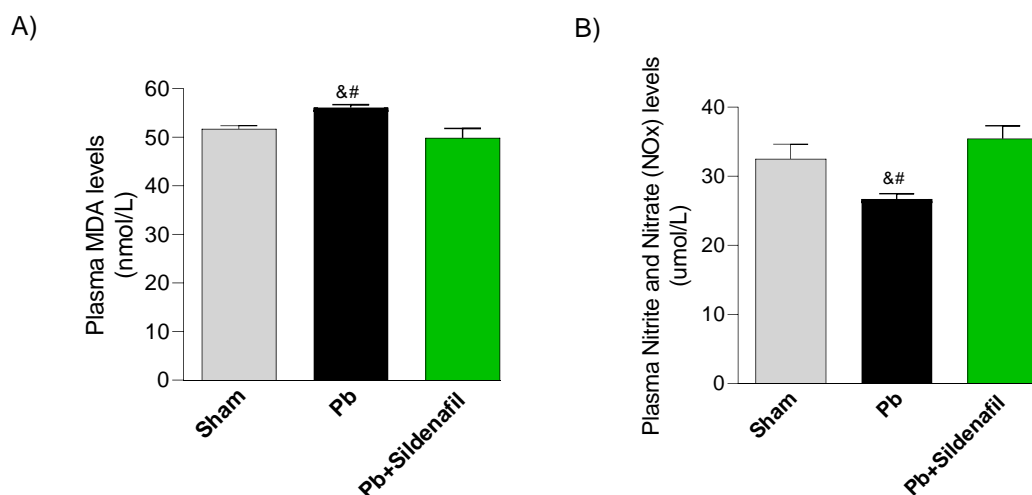 A)
Plasma MDA levels
(nmol/L)
60
50
40
30
20
10
0
&#
Sham
Pb
Pb+Sildenafil
B)
Plasma Nitrite and Nitrate (NOx) levels
(umol/L)
40
30
20
10
0
&#
Sham
Pb
Pb+Sildenafil